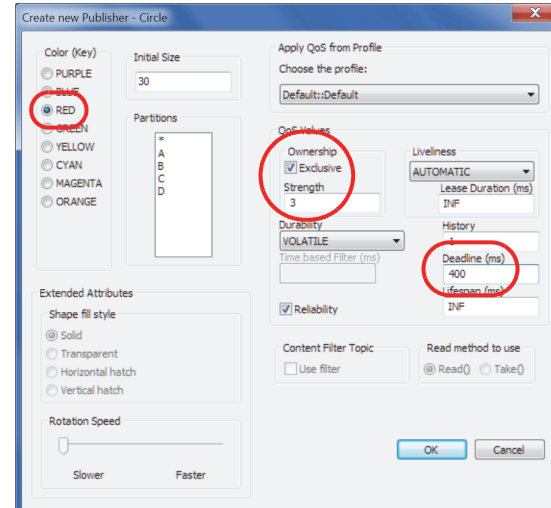 Create new Publisher - Circle
Color (Key)
PURPLE
BLUE
RED
GREEN
YELLOW
CYAN
MAGENTA
ORANGE
Initial Size
30
Partitions
*
A
B
C
D
Extended Attributes
Shape fill style
Solid
Transparent
Horizontal hatch
Vertical hatch
Rotation Speed
Slower Faster
Apply QoS from Profile
Choose the profile:
Default::Default
QoS Values
Ownership
Exclusive
Strength
3
Liveliness
AUTOMATIC
Lease Duration (ms)
INF
Durability
VOLATILE
Time based Filter (ms)
Reliability
History
1
Deadline (ms)
400
Lifespan (ms)
INF
Content Filter Topic
Use filter
Read method to use
Read() Take()
OK Cancel